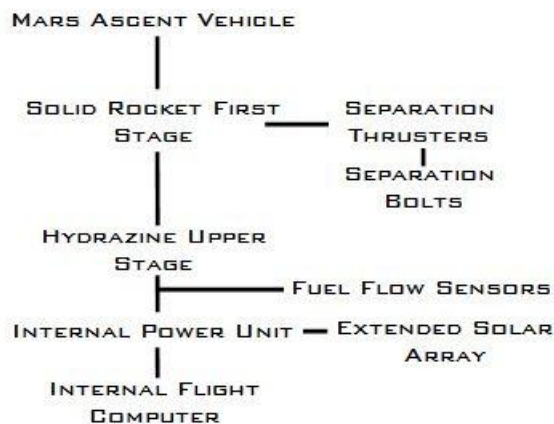 Mars Ascent Vehicle
Solid Rocket First
Stage
Separation
Thrusters
Separation
Bolts
Hydrazine Upper
Stage
Fuel Flow Sensors
Internal Power Unit
Extended Solar
Array
Internal Flight
Computer